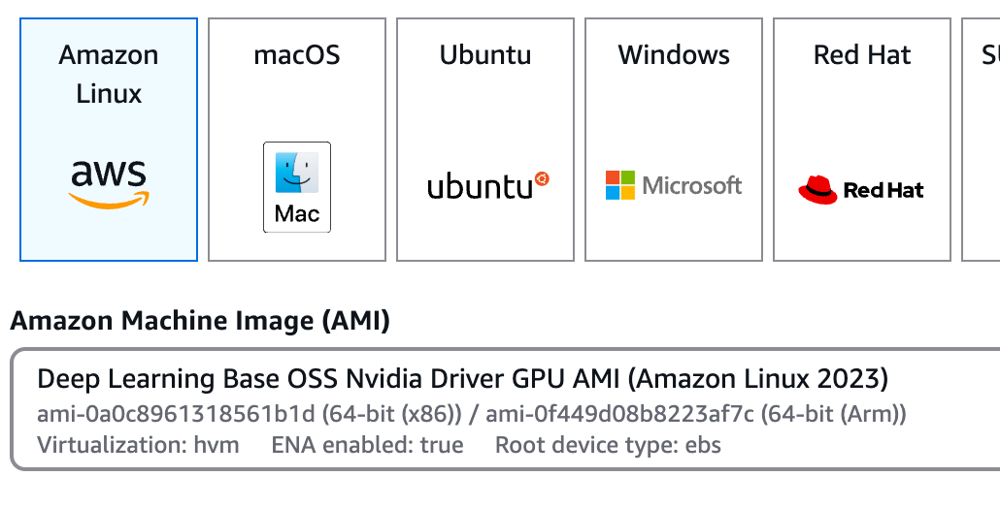 Amazon
Linux
aws
macOS
Mac
Ubuntu
ubuntu
Windows
Microsoft
Red Hat
Red Hat
Amazon Machine Image (AMI)
Deep Learning Base OSS Nvidia Driver GPU AMI (Amazon Linux 2023)
ami-0a0c8961318561b1d (64-bit (x86)) / ami-0f449d08b8223af7c (64-bit (Arm))
Virtualization: hvm ENA enabled: true Root device type: ebs